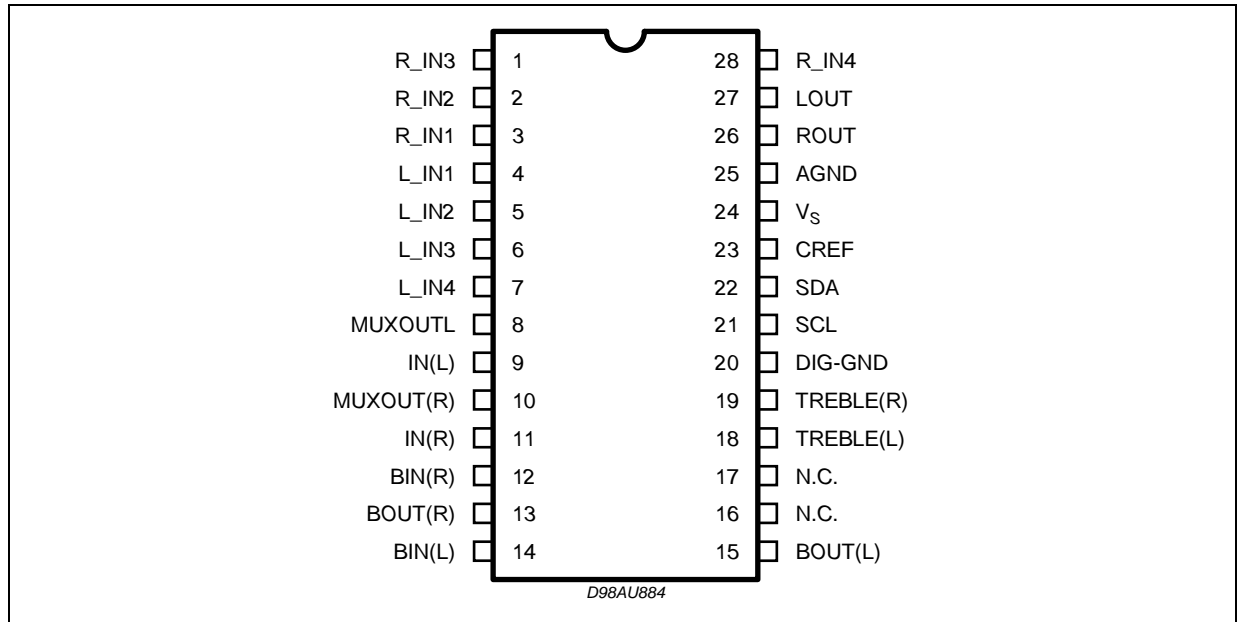 R_IN3 1 28 R_IN4
R_IN2 2 27 LOUT
R_IN1 3 26 ROUT
L_IN1 4 25 AGND
L_IN2 5 24 VS
L_IN3 6 23 CREF
L_IN4 7 22 SDA
MUXOUTL 8 21 SCL
IN(L) 9 20 DIG-GND
MUXOUT(R) 10 19 TREBLE(R)
IN(R) 11 18 TREBLE(L)
BIN(R) 12 17 N.C.
BOUT(R) 13 16 N.C.
BIN(L) 14 15 BOUT(L)
D98AU884